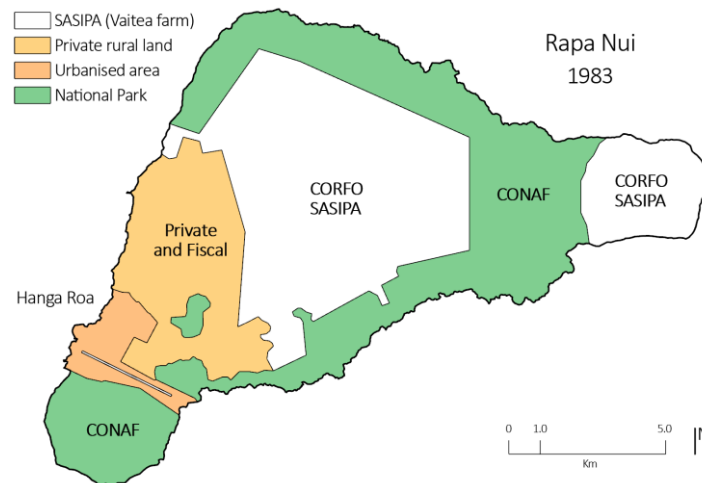 SASIPA (Vaitea farm)
Private rural land
Urbanised area
National Park
Rapa Nui
1983
CORFO
SASIPA
CONAF
CORFO
SASIPA
Private
and Fiscal
Hanga Roa
CONAF
0 1.0 5.0
Km
N